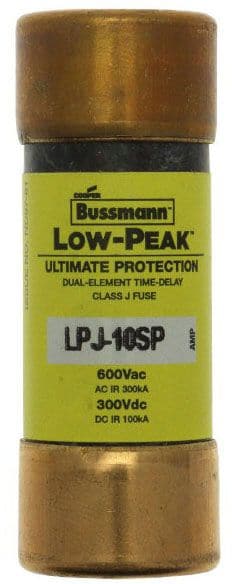 COOPER
Bussmann
LOW-PEAK™
ULTIMATE PROTECTION
DUAL-ELEMENT TIME-DELAY
CLASS J FUSE
LPJ-10SP
AMP
600Vac
AC IR 300kA
300Vdc
DC IR 100kA